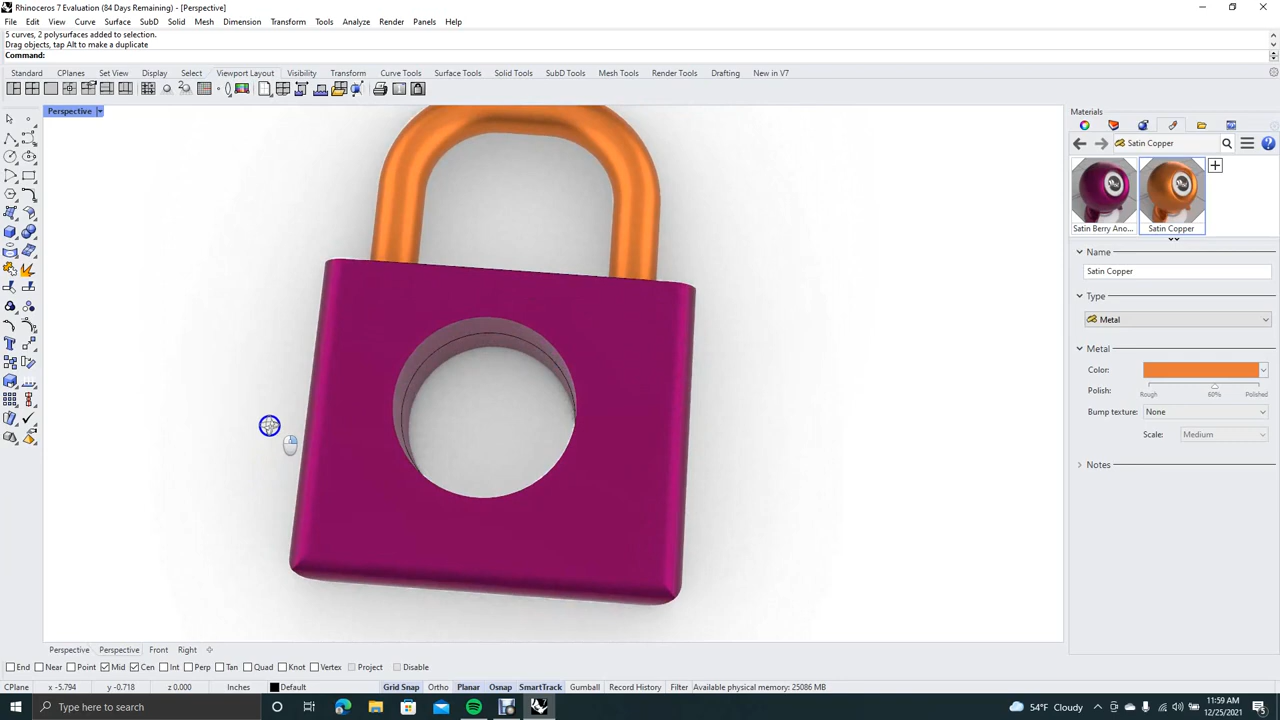 Rhinoceros 7 Evaluation (84 Days Remaining) - [Perspective]
File Edit View Curve Surface SubD Solid Mesh Dimension Transform Tools Analyze Render Panels Help
5 curves, 2 polysurfaces added to selection.
Drag objects, tap Alt to make a duplicate
Command:
Standard CPlanes Set View Display Select Viewport Layout Visibility Transform Curve Tools Surface Tools Solid Tools SubD Tools Mesh Tools Render Tools Drafting New in V7
Perspective
Materials
Satin Copper
Satin Berry Ano... Satin Copper
Name
Satin Copper
Type
Metal
Metal
Color:
Polish:
Rough 60% Polished
Bump texture: None
Scale: Medium
Notes
Perspective Perspective Front Right
End Near Point Mid Cen Int Perp Tan Quad Knot Vertex Project Disable
CPlane x -5.794 y -0.718 z 0.000 Inches Default Grid Snap Ortho Planar Osnap SmartTrack Gumball Record History Filter Available physical memory: 25086 MB
Type here to search
54°F Cloudy
11:59 AM
12/25/2021
5